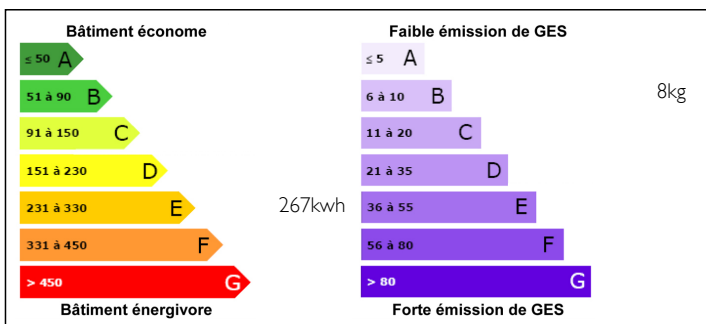 Bâtiment économe
≤ 50 A
51 à 90 B
91 à 150 C
151 à 230 D
231 à 330 E
267kwh
331 à 450 F
> 450 G
Bâtiment énergivore
Faible émission de GES
≤ 5 A
6 à 10 B
8kg
11 à 20 C
21 à 35 D
36 à 55 E
56 à 80 F
> 80 G
Forte émission de GES